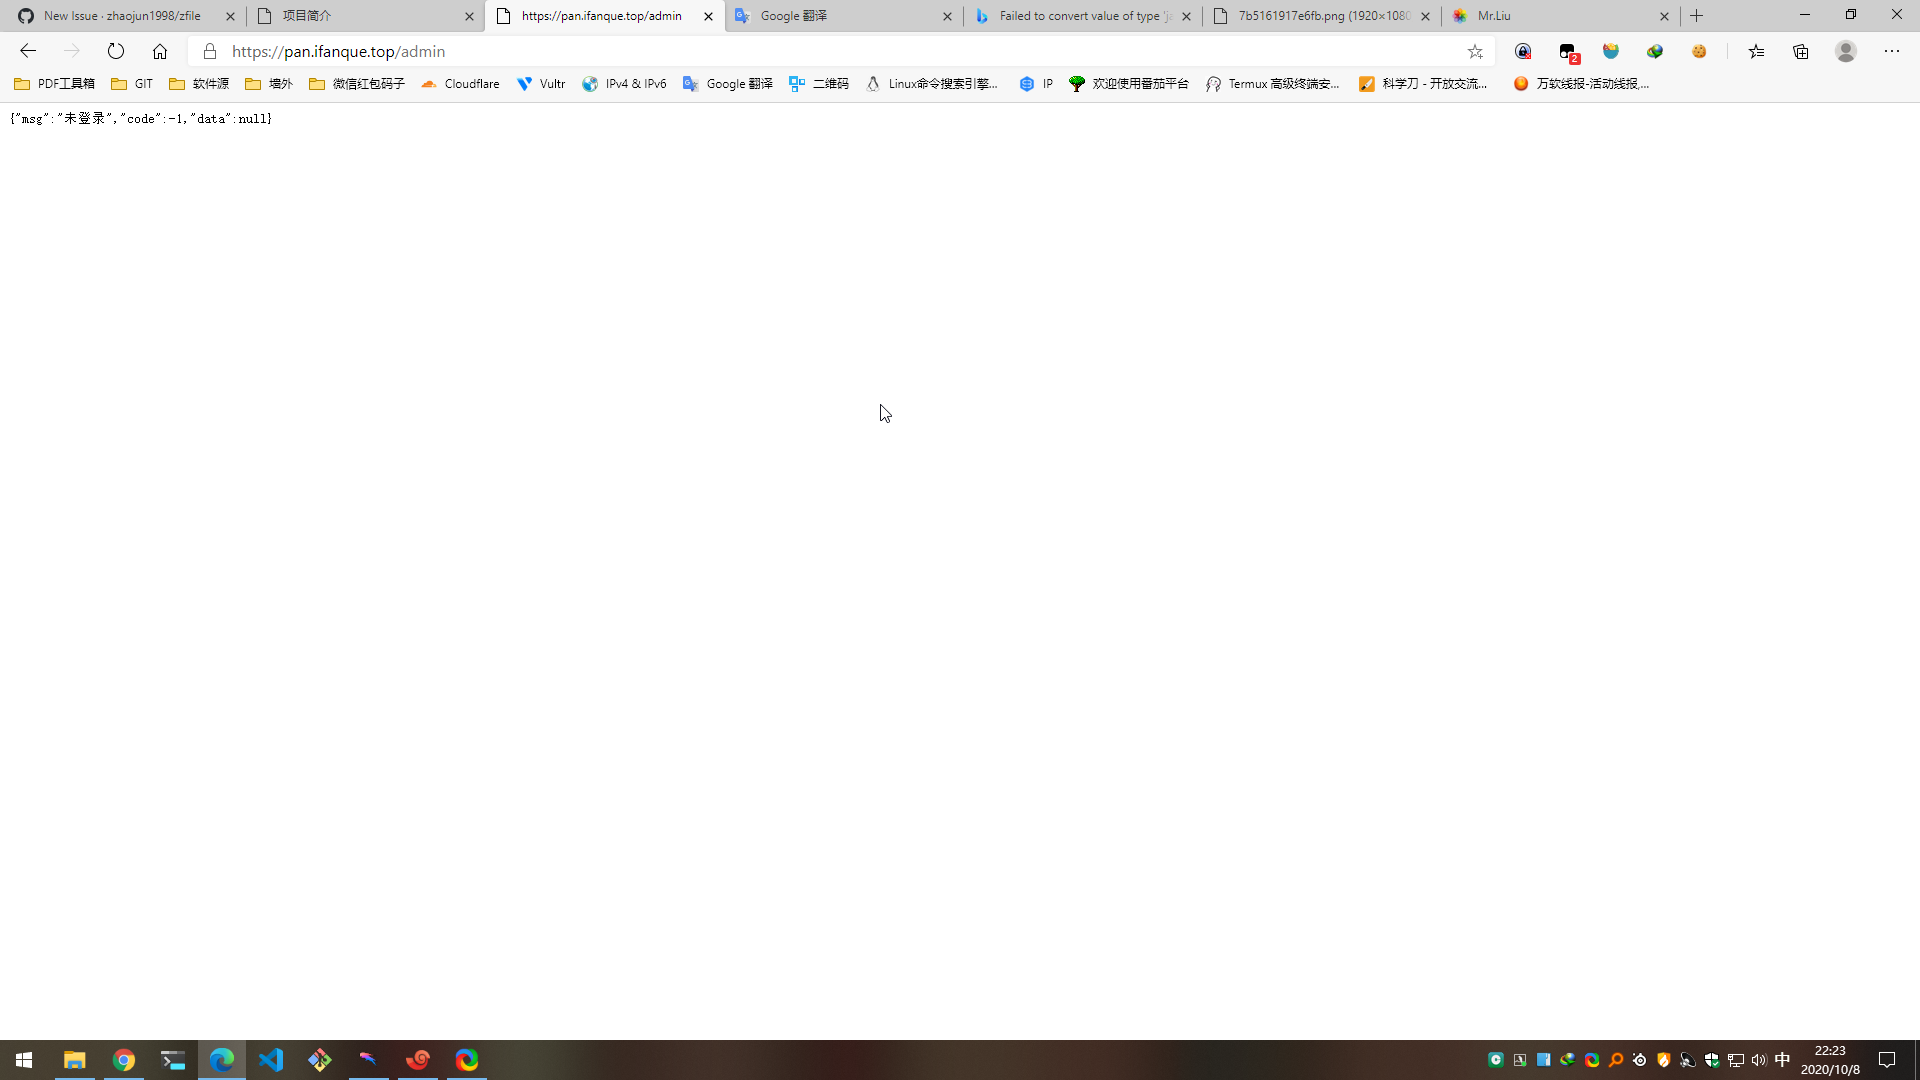 New Issue · zhaojun1998/zfile
项目简介
https://pan.ifanque.top/admin
Google 翻译
Failed to convert value of type 'ja
7b5161917e6fb.png (1920×1080
Mr.Liu
https://pan.ifanque.top/admin
2
PDF工具箱
GIT
软件源
墙外
微信红包码子
Cloudflare
Vultr
IPv4 & IPv6
Google 翻译
二维码
Linux命令搜索引擎...
IP
欢迎使用番茄平台
Termux 高级终端安...
科学刀 - 开放交流...
万软线报-活动线报,...
{"msg":"未登录","code":-1,"data":null}
中
22:23
2020/10/8